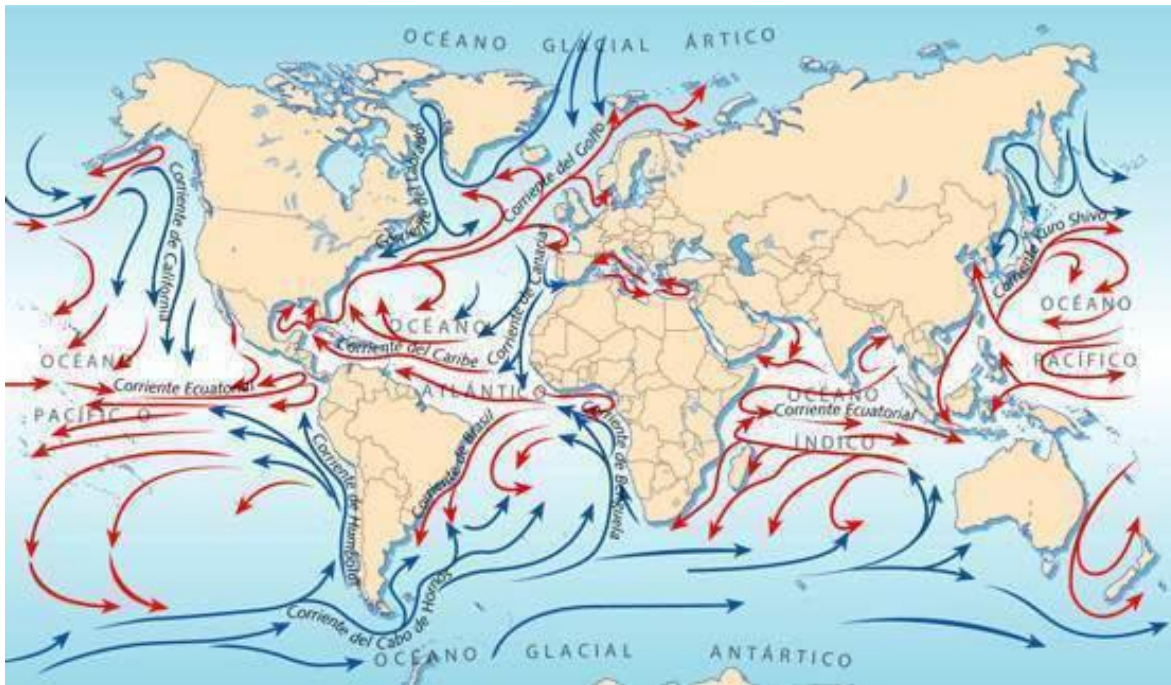 OCÉANO GLACIAL ÁRTICO
Corriente del Labrador
Corriente del Golfo
Corriente de California
Corriente de Canarias
Corriente Kuro Shivo
OCÉANO
PACÍFICO
OCÉANO
ATLÁNTICO
Corriente del Caribe
OCÉANO
PACÍFICO
Corriente Ecuatorial
OCÉANO
ÍNDICO
Corriente Ecuatorial
Corriente de Brasil
Corriente de Benguela
Corriente de Humboldt
Corriente del Cabo de Hornos
OCÉANO GLACIAL ANTÁRTICO